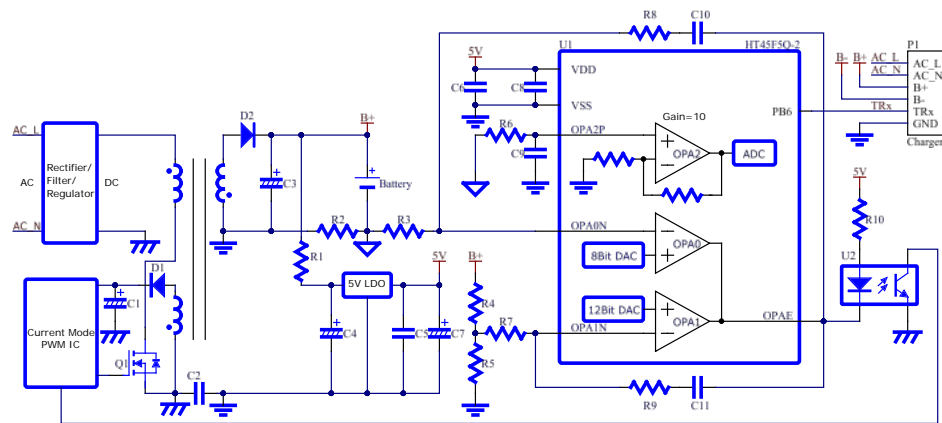 R8
C10
U1
HT45F5Q-2
P1
5V
B-
B+
AC_L
AC_N
AC_L
AC_N
B+
B-
TRx
GND
Charger
VDD
VSS
C6
C8
PB6
TRx
R6
OPA2P
C9
Gain=10
OPA2
ADC
D2
B+
AC_L
Rectifier/
Filter/
Regulator
AC
DC
AC_N
C3
Battery
R2
R3
OPA0N
OPA0
8Bit DAC
5V
R10
U2
R1
5V
B+
5V LDO
D1
C1
C4
C5
C7
R4
R7
R5
12Bit DAC
OPA1N
OPA1
OPAE
Current Mode
PWM IC
Q1
C2
R9
C11